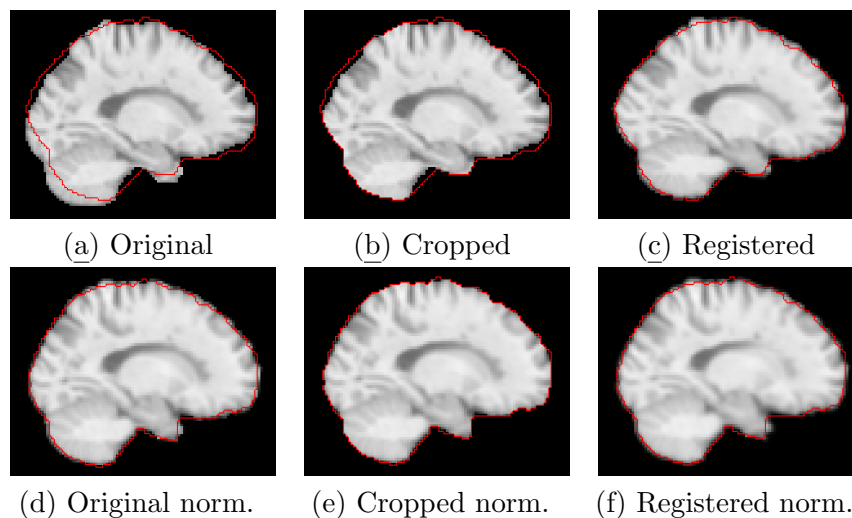 (a) Original (b) Cropped (c) Registered
(d) Original norm. (e) Cropped norm. (f) Registered norm.